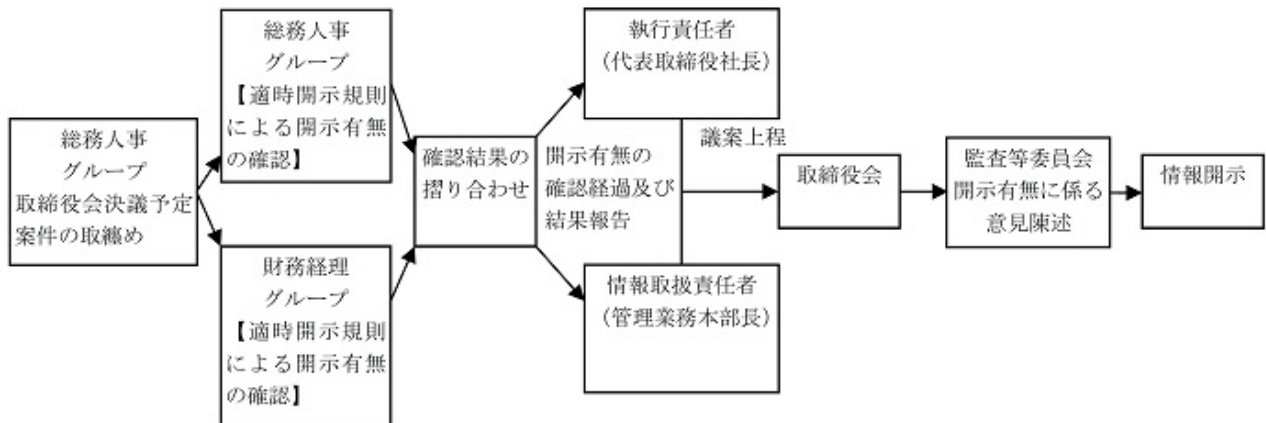 総務人事
グループ
取締役会決議予定
案件の取纏め
総務人事
グループ
【適時開示規則
による開示有無
の確認】
財務経理
グループ
【適時開示規則
による開示有無
の確認】
確認結果の
摺り合わせ
開示有無の
確認経過及び
結果報告
執行責任者
(代表取締役社長)
情報取扱責任者
(管理業務本部長)
議案上程
取締役会
監査等委員会
開示有無に係る
意見陳述
情報開示